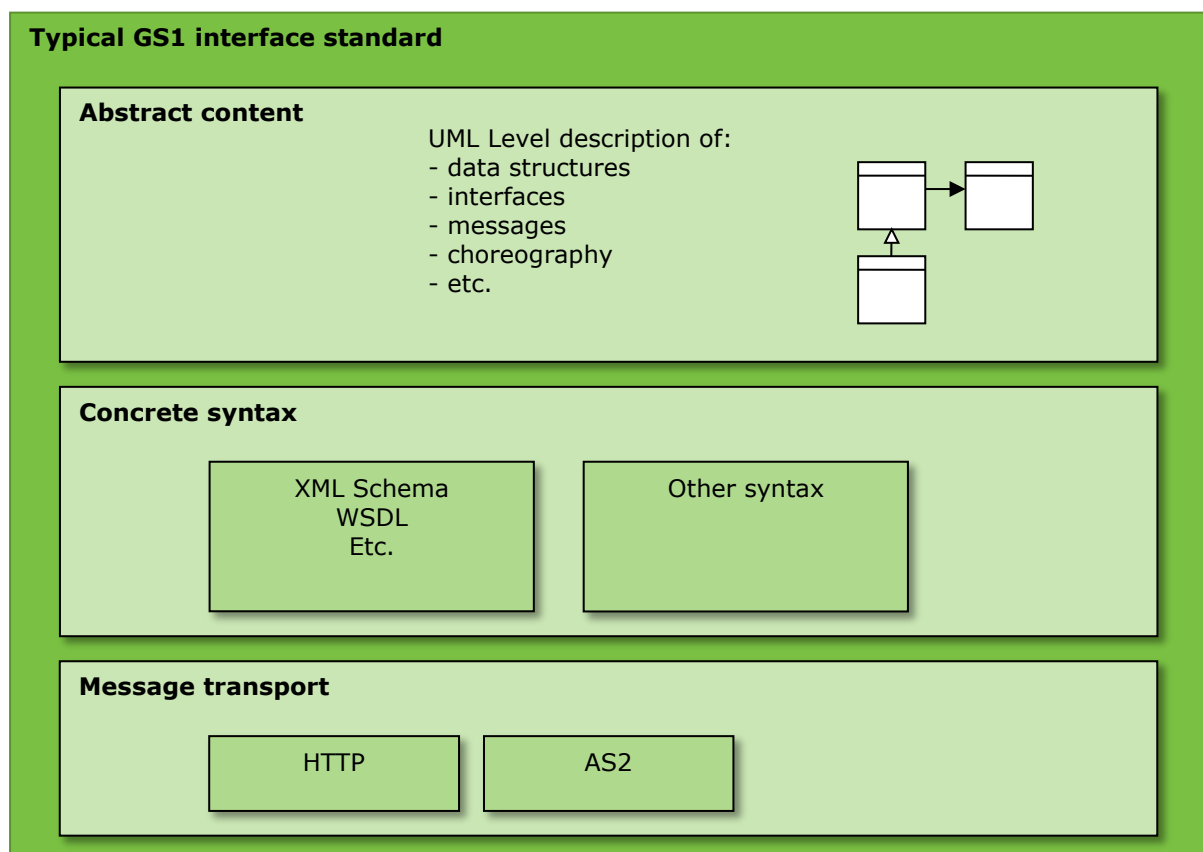 Typical GS1 interface standard
Abstract content
UML Level description of:
- data structures
- interfaces
- messages
- choreography
- etc.
Concrete syntax
XML Schema
WSDL
Etc.
Other syntax
Message transport
HTTP
AS2